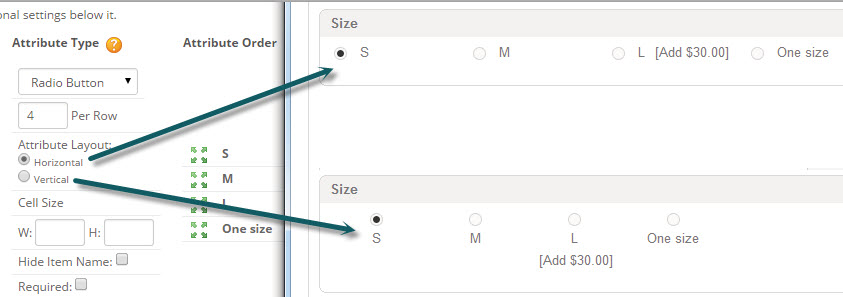 onal settings below it.
Attribute Type ?
Attribute Order
Radio Button
4 Per Row
Attribute Layout:
Horizontal
Vertical
Cell Size
W: H:
Hide Item Name:
Required:
S
M
L
One size
Size
S M L [Add $30.00] One size
Size
S M L One size
[Add $30.00]